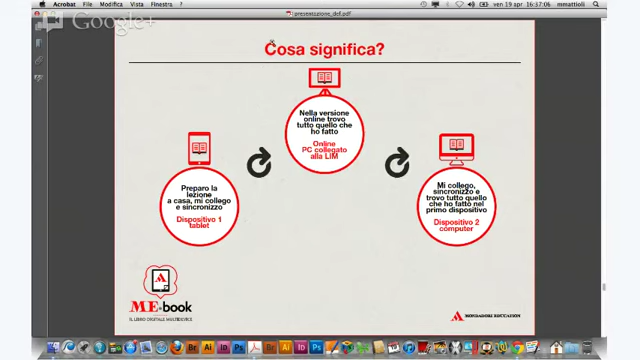 Acrobat File Modifica Vista Finestra ?
ven 19 apr 16:37:06 mmattioli
presentazione_def.pdf
Google+
Cosa significa?
Nella versione
online trovo
tutto quello che
ho fatto
Online
PC collegato
alla LIM
Preparo la
lezione
a casa, mi collego
e sincronizzo
Dispositivo 1
tablet
Mi collego,
sincronizzo e
trovo tutto quello
che ho fatto nel
primo dispositivo
Dispositivo 2
computer
ME-book
IL LIBRO DIGITALE MULTIDEVICE
MONDADORI EDUCATION